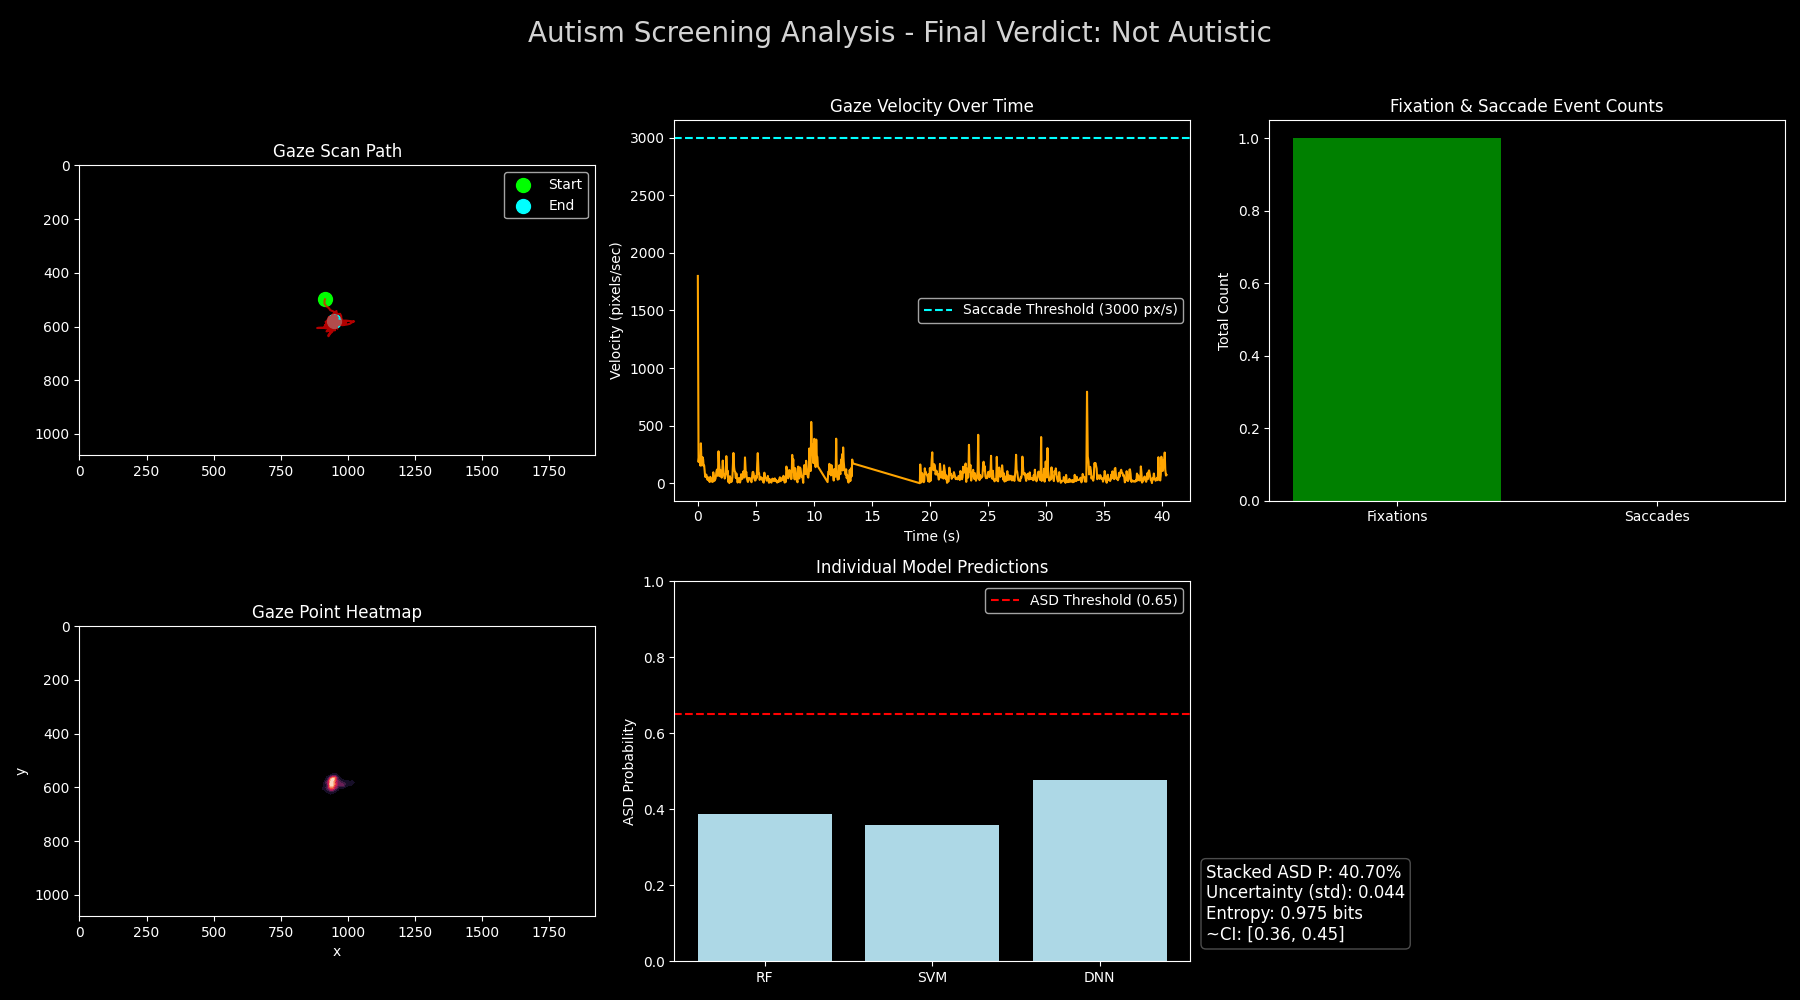 Autism Screening Analysis - Final Verdict: Not Autistic
Gaze Scan Path
Start
End
0
200
400
600
800
1000
0 250 500 750 1000 1250 1500 1750
Gaze Velocity Over Time
Velocity (pixels/sec)
3000
2500
2000
1500
1000
500
0
Saccade Threshold (3000 px/s)
0 5 10 15 20 25 30 35 40
Time (s)
Fixation & Saccade Event Counts
Total Count
1.0
0.8
0.6
0.4
0.2
0.0
Fixations Saccades
Gaze Point Heatmap
y
0
200
400
600
800
1000
0 250 500 750 1000 1250 1500 1750
x
Individual Model Predictions
ASD Probability
1.0
0.8
0.6
0.4
0.2
0.0
ASD Threshold (0.65)
RF SVM DNN
Stacked ASD P: 40.70%
Uncertainty (std): 0.044
Entropy: 0.975 bits
~CI: [0.36, 0.45]